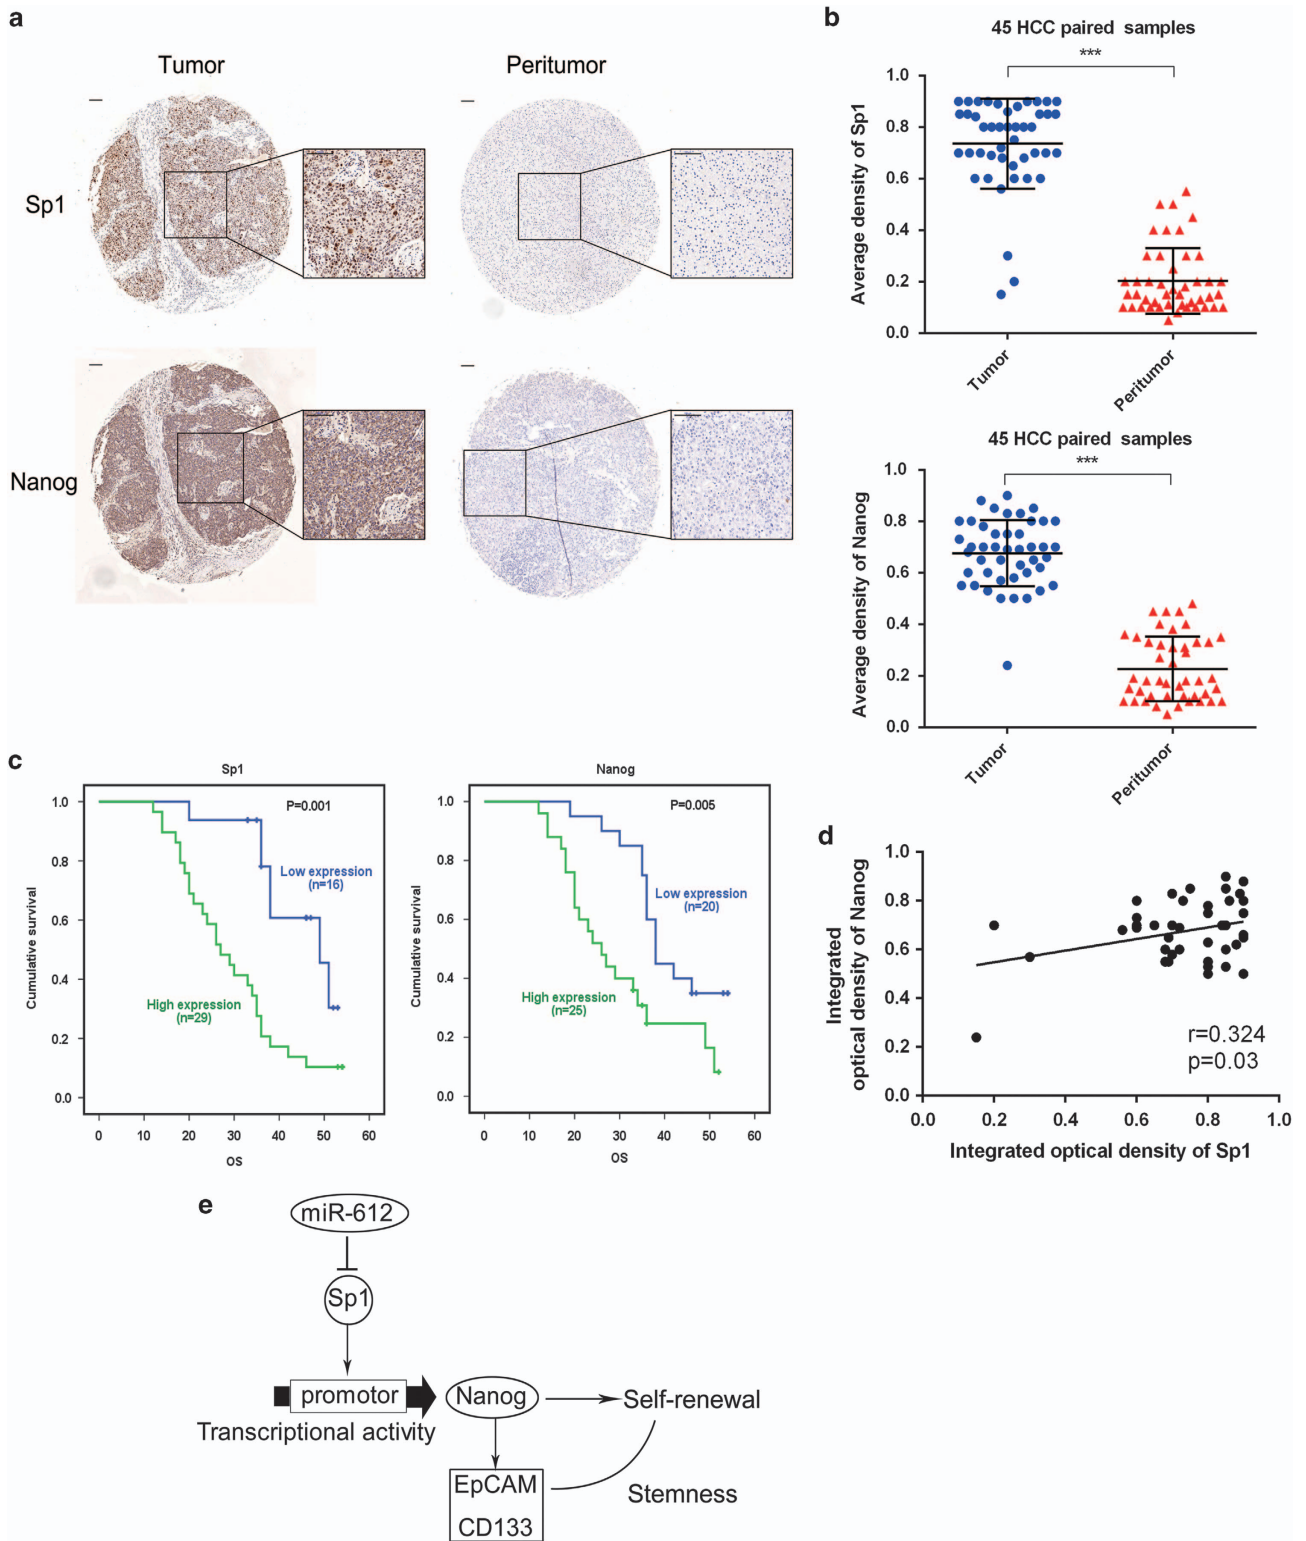 a
Tumor
Peritumor
Sp1
Nanog
b
45 HCC paired samples
***
Average density of Sp1
1.0
0.8
0.6
0.4
0.2
0.0
Tumor
Peritumor
45 HCC paired samples
***
Average density of Nanog
1.0
0.8
0.6
0.4
0.2
0.0
Tumor
Peritumor
c
Sp1
P=0.001
Low expression
(n=16)
High expression
(n=29)
Cumulative survival
1.0
0.8
0.6
0.4
0.2
0.0
0 10 20 30 40 50 60
OS
Nanog
P=0.005
Low expression
(n=20)
High expression
(n=25)
Cumulative survival
1.0
0.8
0.6
0.4
0.2
0.0
0 10 20 30 40 50 60
OS
d
Integrated
optical density of Nanog
1.0
0.8
0.6
0.4
0.2
0.0
r=0.324
p=0.03
0.0 0.2 0.4 0.6 0.8 1.0
Integrated optical density of Sp1
e
miR-612
Sp1
promotor
Transcriptional activity
Nanog
Self-renewal
EpCAM
CD133
Stemness